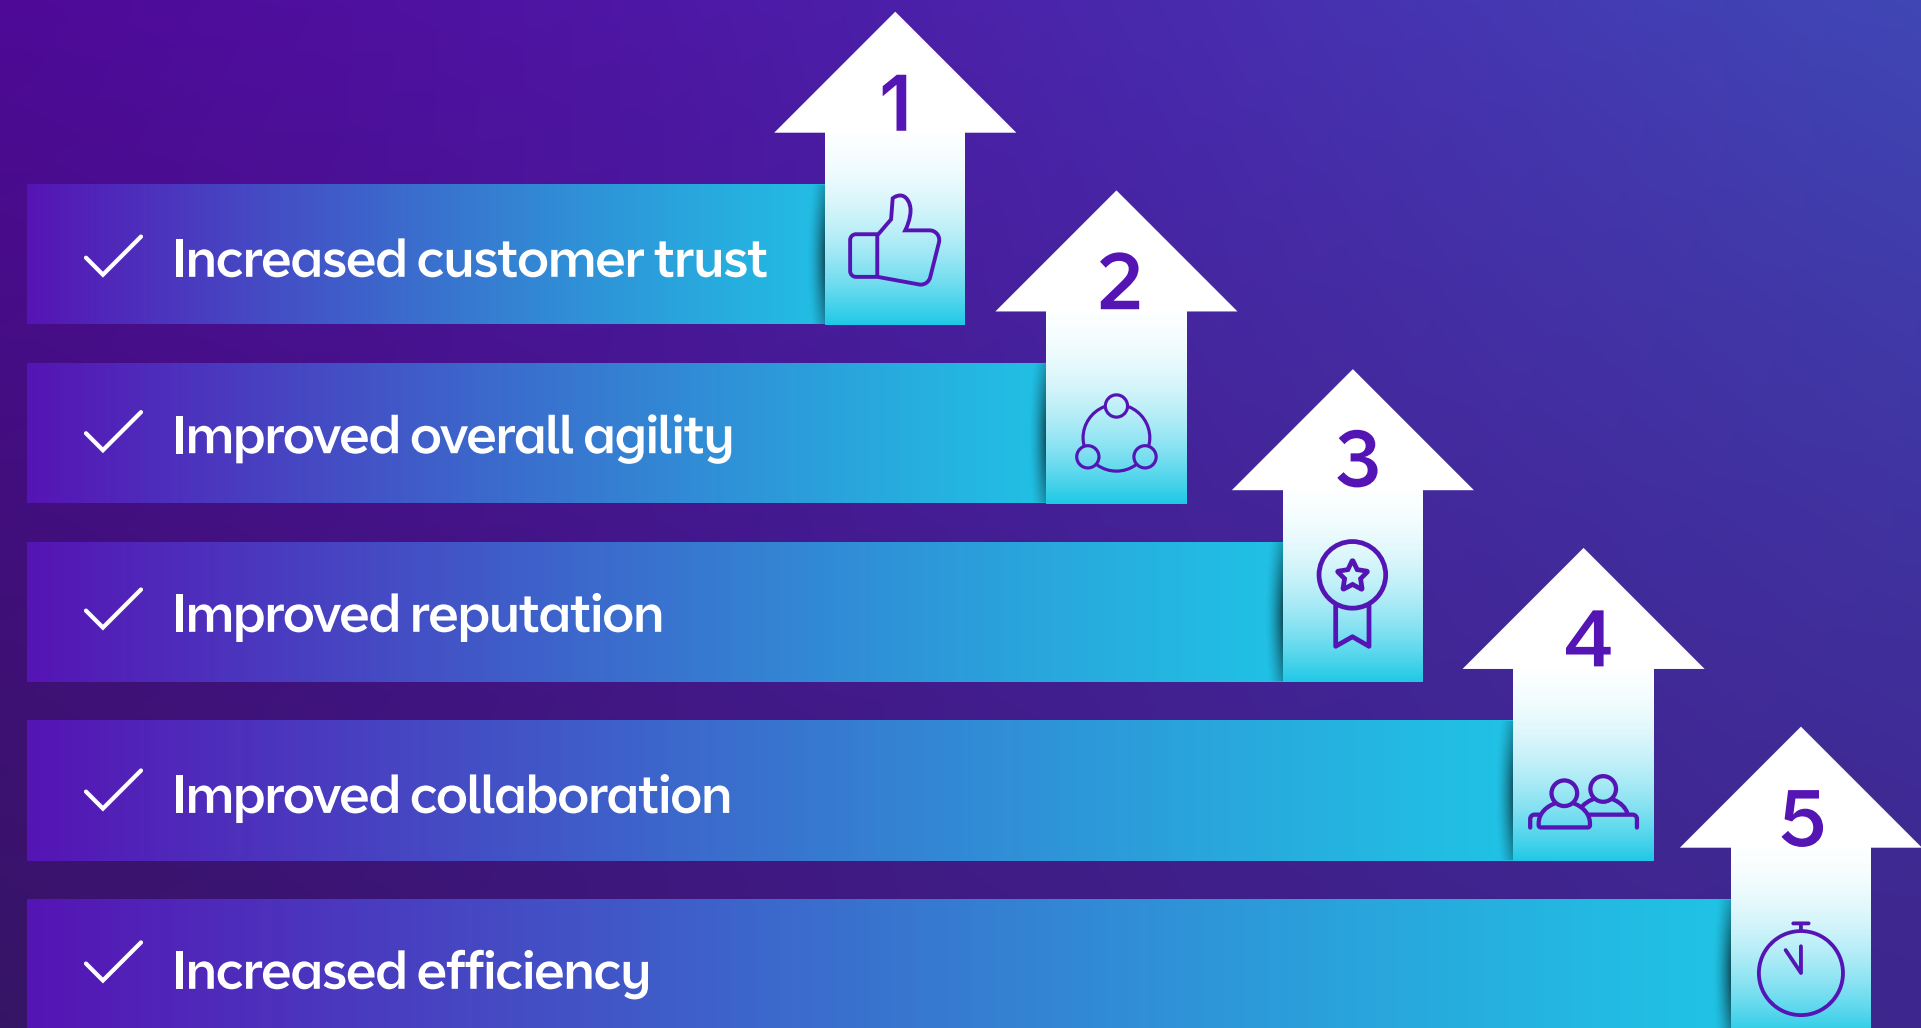 1
Increased customer trust
2
Improved overall agility
3
Improved reputation
4
Improved collaboration
5
Increased efficiency